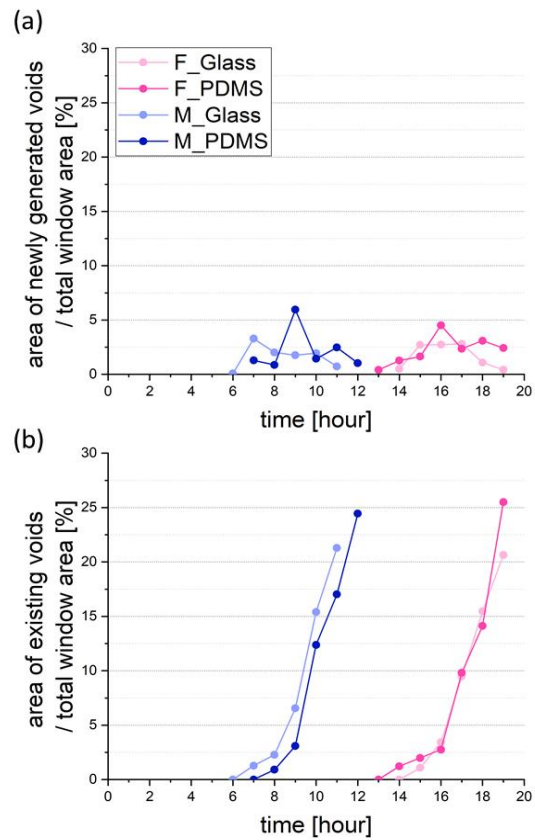 (a)
area of newly generated voids
/ total window area [%]
30
25
20
15
10
5
0
F_Glass
F_PDMS
M_Glass
M_PDMS
0 2 4 6 8 10 12 14 16 18 20
time [hour]
(b)
area of existing voids
/ total window area [%]
30
25
20
15
10
5
0
0 2 4 6 8 10 12 14 16 18 20
time [hour]